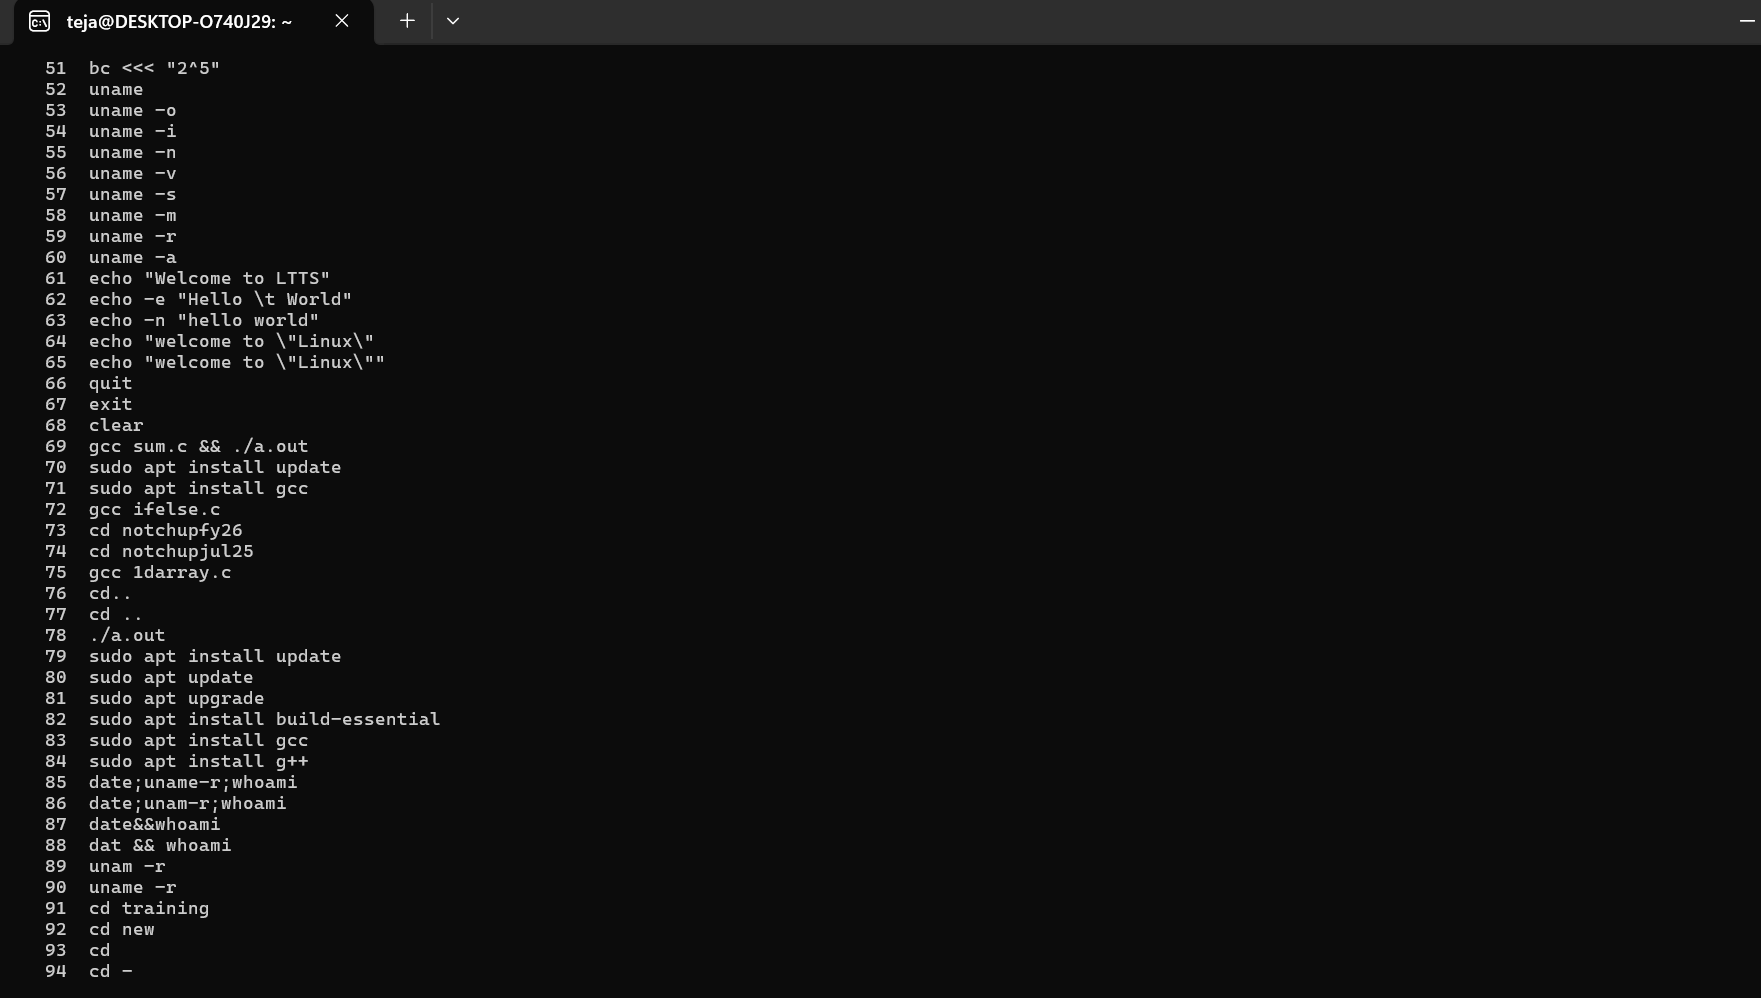 teja@DESKTOP-O740J29: ~
51 bc <<< "2^5"
52 uname
53 uname -o
54 uname -i
55 uname -n
56 uname -v
57 uname -s
58 uname -m
59 uname -r
60 uname -a
61 echo "Welcome to LTTS"
62 echo -e "Hello \t World"
63 echo -n "hello world"
64 echo "welcome to \"Linux\"
65 echo "welcome to \"Linux\""
66 quit
67 exit
68 clear
69 gcc sum.c && ./a.out
70 sudo apt install update
71 sudo apt install gcc
72 gcc ifelse.c
73 cd notchupfy26
74 cd notchupjul25
75 gcc 1darray.c
76 cd..
77 cd ..
78 ./a.out
79 sudo apt install update
80 sudo apt update
81 sudo apt upgrade
82 sudo apt install build-essential
83 sudo apt install gcc
84 sudo apt install g++
85 date;uname-r;whoami
86 date;unam-r;whoami
87 date&&whoami
88 dat && whoami
89 unam -r
90 uname -r
91 cd training
92 cd new
93 cd
94 cd -